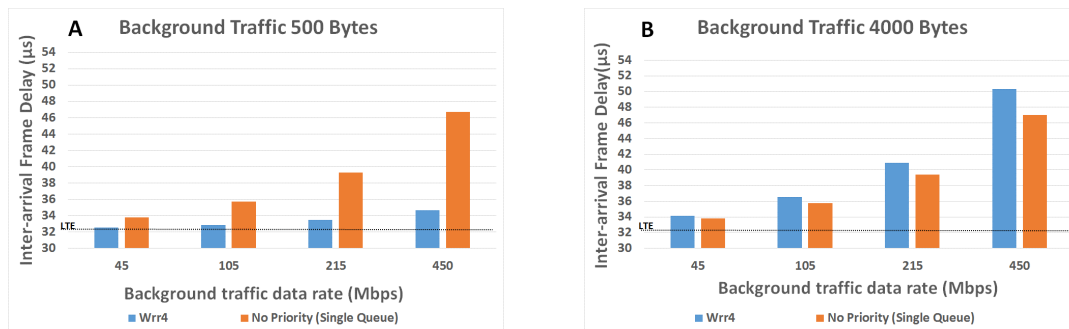 A
Background Traffic 500 Bytes
Inter-arrival Frame Delay (µs)
54
52
50
48
46
44
42
40
38
36
34
32
30
LTE
45
105
215
450
Background traffic data rate (Mbps)
Wrr4
No Priority (Single Queue)
B
Background Traffic 4000 Bytes
Inter-arrival Frame Delay(µs)
54
52
50
48
46
44
42
40
38
36
34
32
30
LTE
45
105
215
450
Background traffic data rate (Mbps)
Wrr4
No Priority (Single Queue)